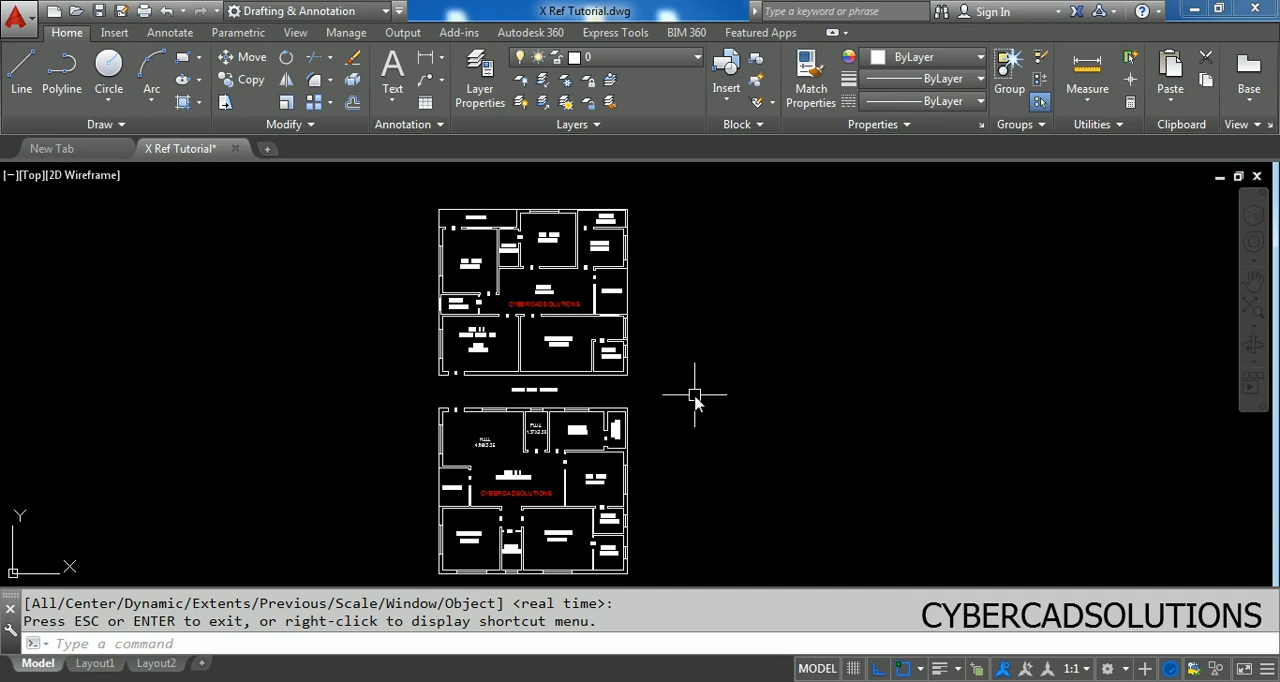 Drafting & Annotation
X Ref Tutorial.dwg
Type a keyword or phrase
Sign In
Home
Insert
Annotate
Parametric
View
Manage
Output
Add-ins
Autodesk 360
Express Tools
BIM 360
Featured Apps
Line
Polyline
Circle
Arc
Move
Copy
Text
Layer
Properties
0
Insert
Match
Properties
ByLayer
ByLayer
ByLayer
Group
Measure
Paste
Base
Draw
Modify
Annotation
Layers
Block
Properties
Groups
Utilities
Clipboard
View
New Tab
X Ref Tutorial*
[−][Top][2D Wireframe]
CYBERCADSOLUTIONS
CYBERCADSOLUTIONS
Y
X
[All/Center/Dynamic/Extents/Previous/Scale/Window/Object] <real time>:
Press ESC or ENTER to exit, or right-click to display shortcut menu.
CYBERCADSOLUTIONS
Type a command
Model
Layout1
Layout2
MODEL
1:1